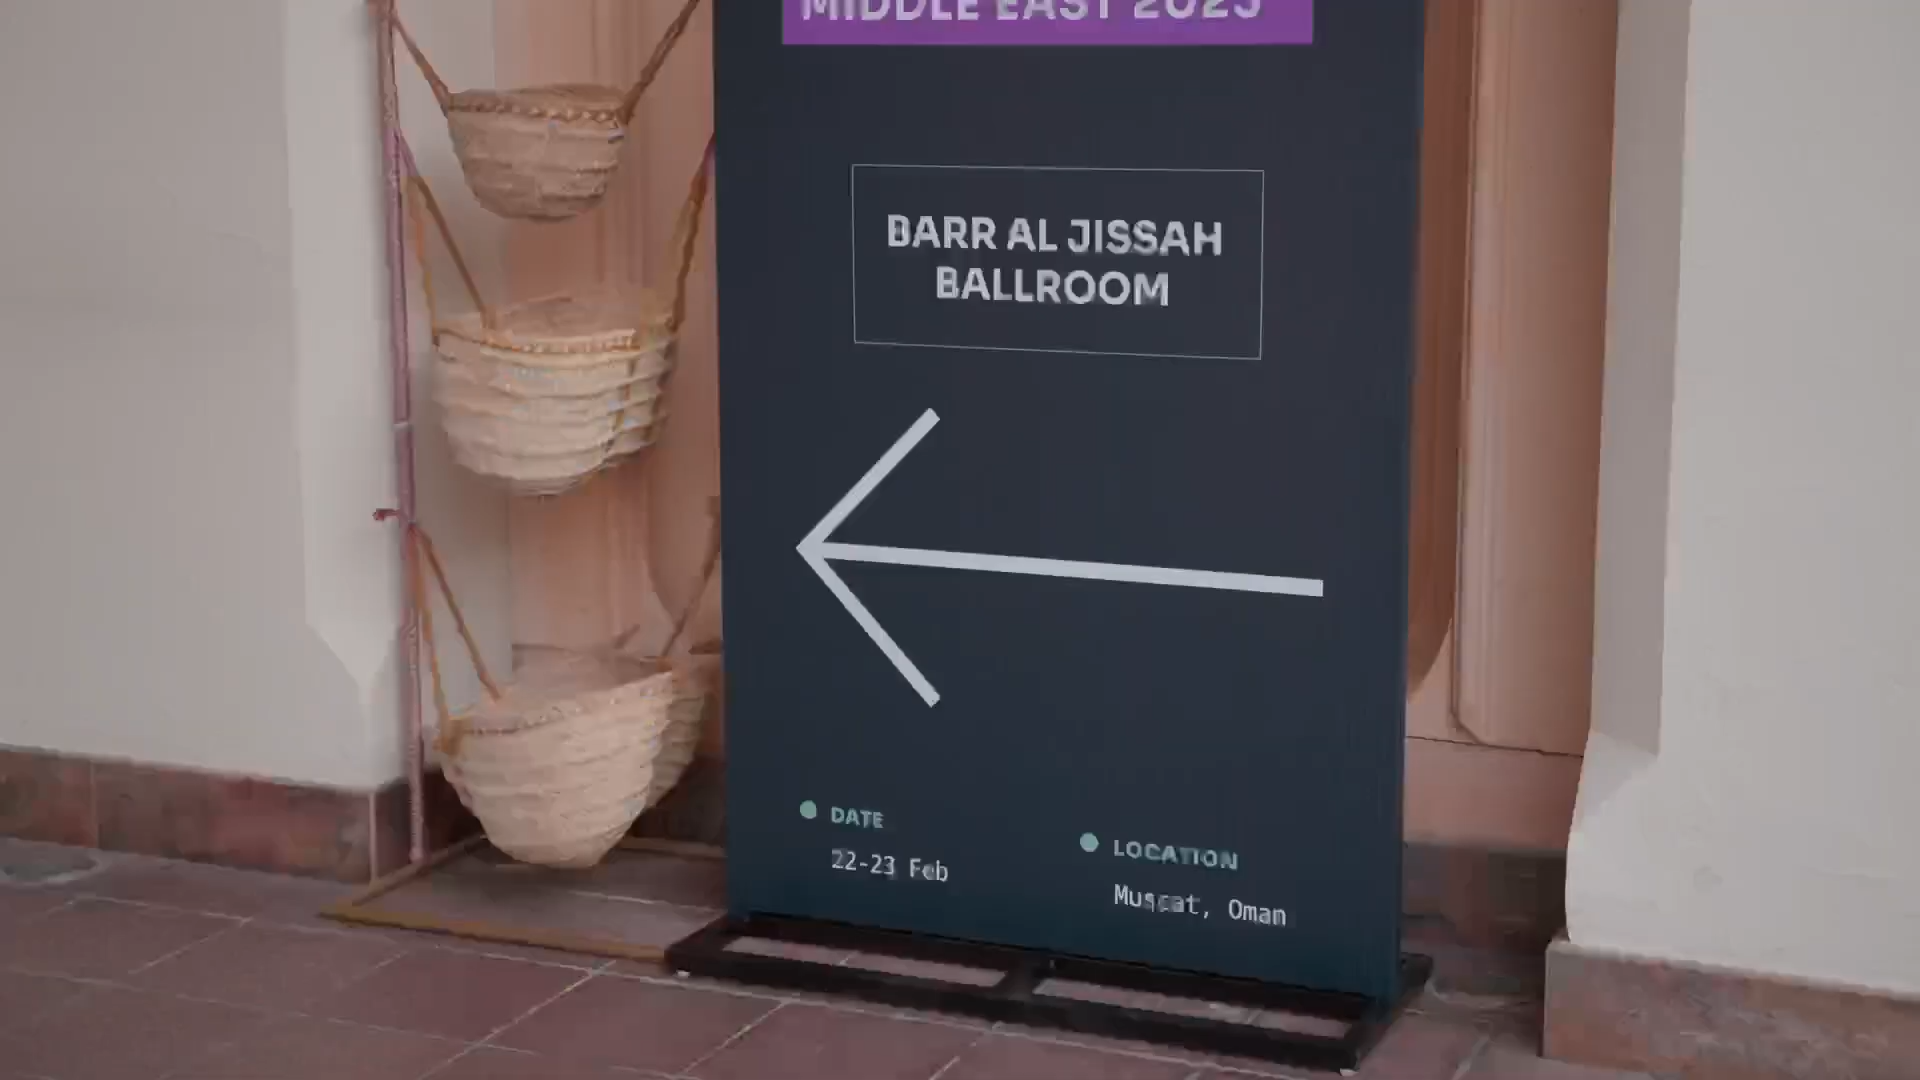 MIDDLE EAST 2025
BARR AL JISSAH
BALLROOM
DATE
22-23 Feb
LOCATION
Muscat, Oman